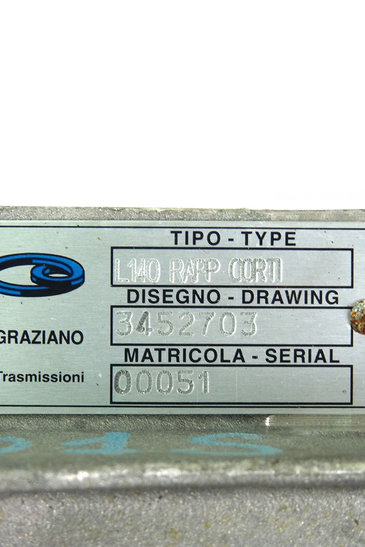 TIPO - TYPE
L140 RAPP CORTI
DISEGNO - DRAWING
3452703
GRAZIANO
MATRICOLA - SERIAL
Trasmissioni
00051